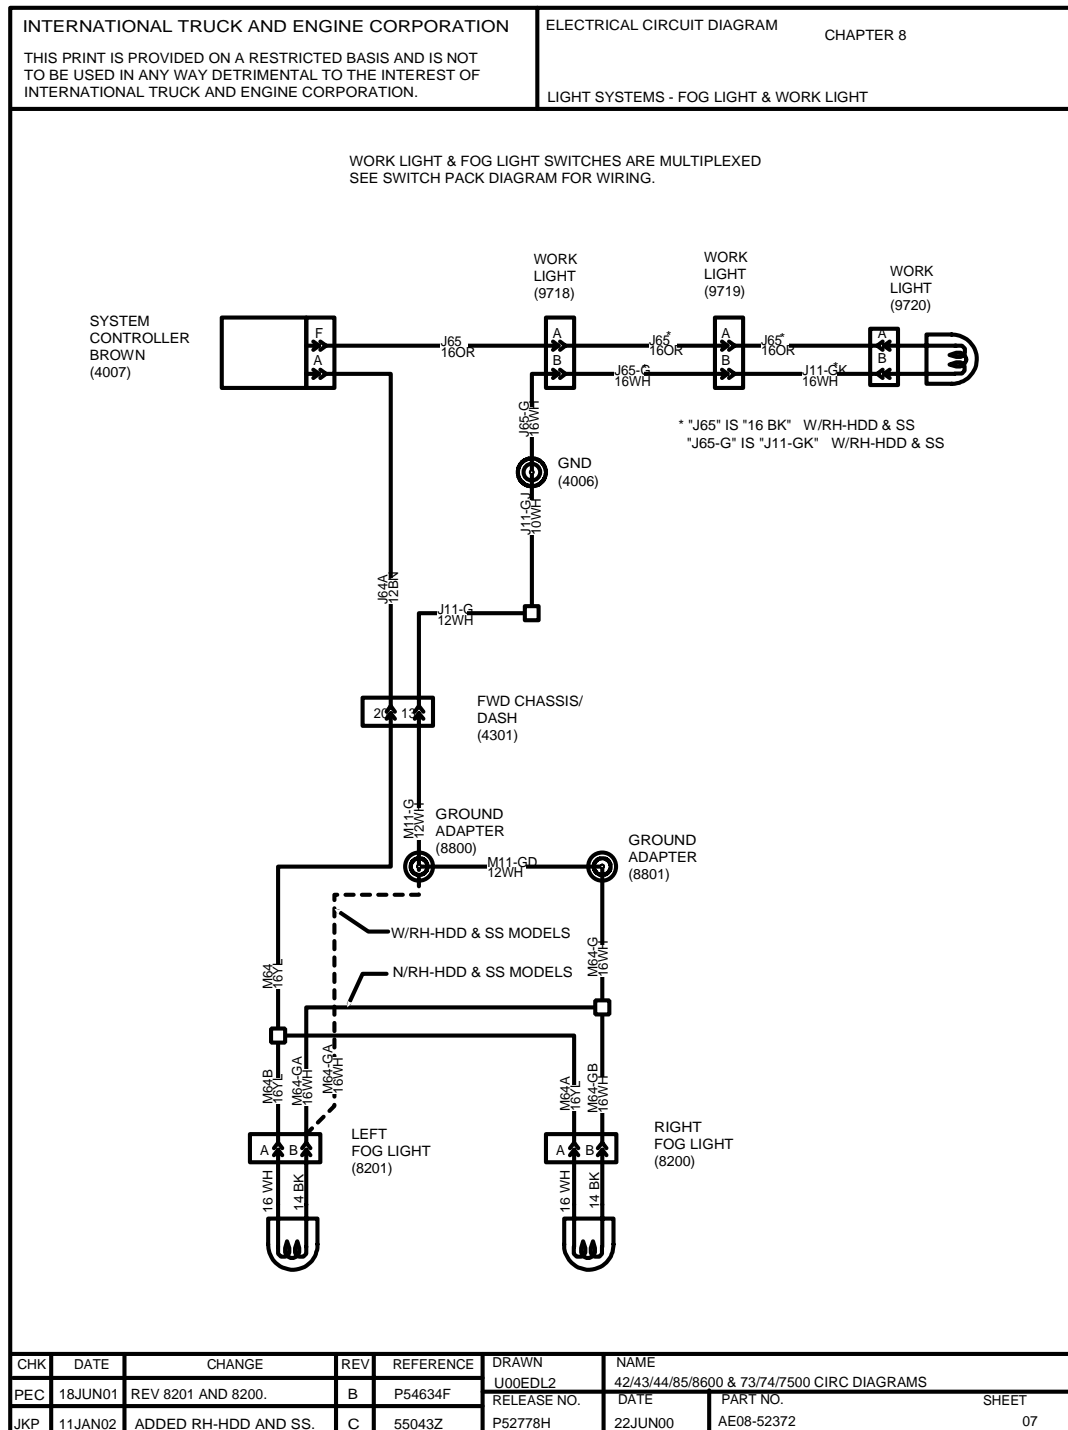 INTERNATIONAL TRUCK AND ENGINE CORPORATION
THIS PRINT IS PROVIDED ON A RESTRICTED BASIS AND IS NOT
TO BE USED IN ANY WAY DETRIMENTAL TO THE INTEREST OF
INTERNATIONAL TRUCK AND ENGINE CORPORATION.
ELECTRICAL CIRCUIT DIAGRAM
CHAPTER 8
LIGHT SYSTEMS - FOG LIGHT & WORK LIGHT
WORK LIGHT & FOG LIGHT SWITCHES ARE MULTIPLEXED
SEE SWITCH PACK DIAGRAM FOR WIRING.
WORK
LIGHT
(9718)
WORK
LIGHT
(9719)
WORK
LIGHT
(9720)
SYSTEM
CONTROLLER
BROWN
(4007)
F
A
J65
16OR
A
B
J65*
16OR
J65-G
16WH
A
B
J65*
16OR
J11-GK*
16WH
A
B
* "J65" IS "16 BK" W/RH-HDD & SS
"J65-G" IS "J11-GK" W/RH-HDD & SS
J65-G
16WH
GND
(4006)
J11-GJ
10WH
J64A
12BN
J11-G
12WH
20
13
FWD CHASSIS/
DASH
(4301)
M11-G
12WH
GROUND
ADAPTER
(8800)
M11-GD
12WH
GROUND
ADAPTER
(8801)
W/RH-HDD & SS MODELS
N/RH-HDD & SS MODELS
M64
16YL
M64-G
16WH
M64B
16YL
M64-GA
16WH
M64-GA
16WH
M64A
16YL
M64-GB
16WH
A
B
LEFT
FOG LIGHT
(8201)
A
B
RIGHT
FOG LIGHT
(8200)
16 WH
14 BK
16 WH
14 BK
CHK DATE CHANGE REV REFERENCE
PEC 18JUN01 REV 8201 AND 8200. B P54634F
JKP 11JAN02 ADDED RH-HDD AND SS. C 55043Z
DRAWN
U00EDL2
NAME
42/43/44/85/8600 & 73/74/7500 CIRC DIAGRAMS
RELEASE NO.
P52778H
DATE
22JUN00
PART NO.
AE08-52372
SHEET
07